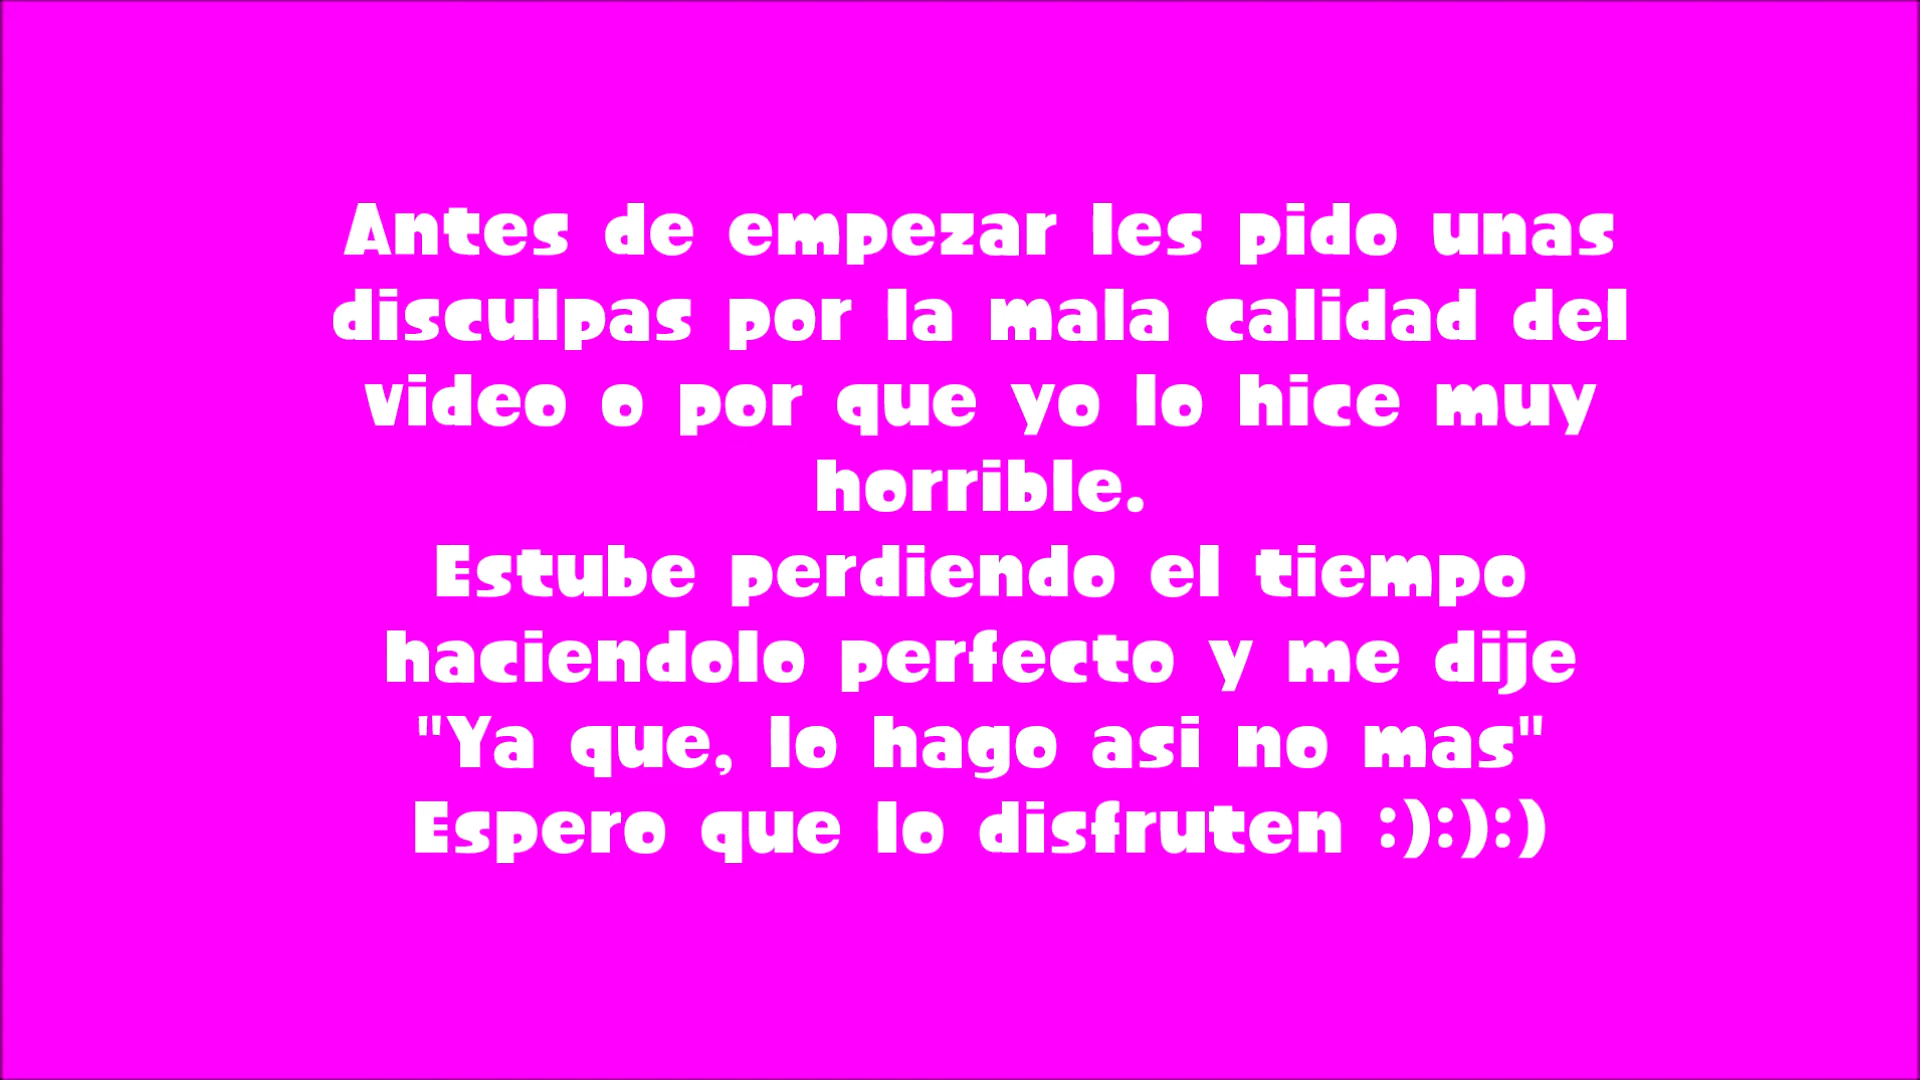 Antes de empezar les pido unas
disculpas por la mala calidad del
video o por que yo lo hice muy
horrible.
Estube perdiendo el tiempo
haciendolo perfecto y me dije
"Ya que, lo hago asi no mas"
Espero que lo disfruten :):):)